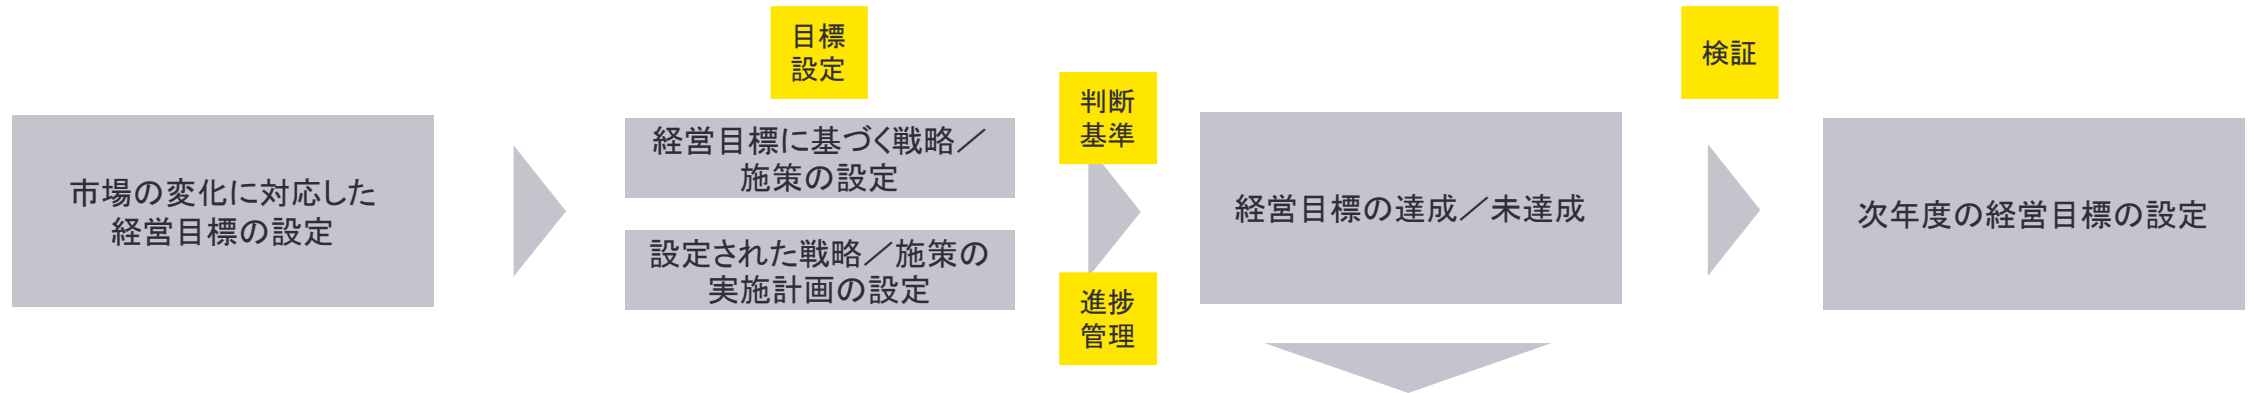 市場の変化に対応した
経営目標の設定
目標
設定
経営目標に基づく戦略／
施策の設定
設定された戦略／施策の
実施計画の設定
判断
基準
進捗
管理
経営目標の達成／未達成
検証
次年度の経営目標の設定